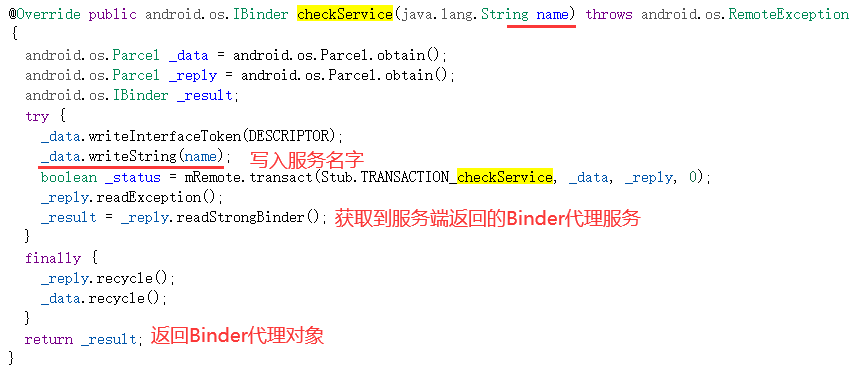 @Override public android.os.IBinder checkService(java.lang.String name) throws android.os.RemoteException
{
android.os.Parcel _data = android.os.Parcel.obtain();
android.os.Parcel _reply = android.os.Parcel.obtain();
android.os.IBinder _result;
try {
_data.writeInterfaceToken(DESCRIPTOR);
_data.writeString(name); 写入服务名字
boolean _status = mRemote.transact(Stub.TRANSACTION_checkService, _data, _reply, 0);
_reply.readException();
_result = _reply.readStrongBinder(); 获取到服务端返回的Binder代理服务
}
finally {
_reply.recycle();
_data.recycle();
}
return _result; 返回Binder代理对象
}